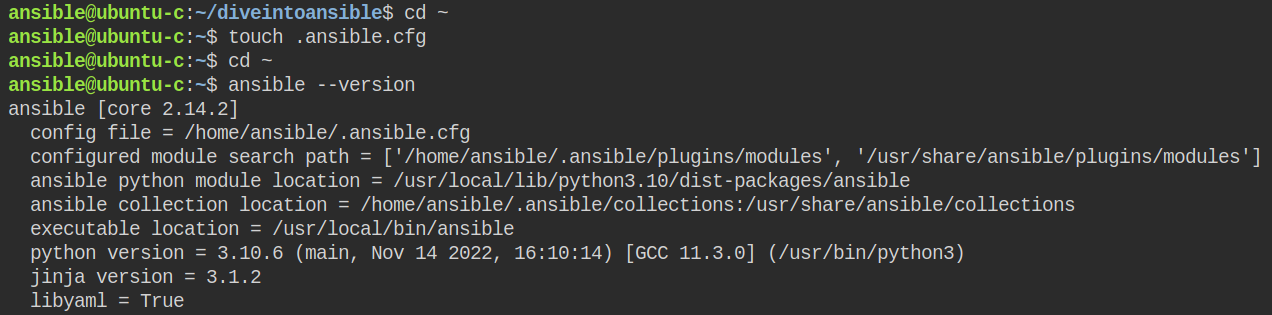 ansible@ubuntu-c:~/diveintoansible$ cd ~
ansible@ubuntu-c:~$ touch .ansible.cfg
ansible@ubuntu-c:~$ cd ~
ansible@ubuntu-c:~$ ansible --version
ansible [core 2.14.2]
  config file = /home/ansible/.ansible.cfg
  configured module search path = ['/home/ansible/.ansible/plugins/modules', '/usr/share/ansible/plugins/modules']
  ansible python module location = /usr/local/lib/python3.10/dist-packages/ansible
  ansible collection location = /home/ansible/.ansible/collections:/usr/share/ansible/collections
  executable location = /usr/local/bin/ansible
  python version = 3.10.6 (main, Nov 14 2022, 16:10:14) [GCC 11.3.0] (/usr/bin/python3)
  jinja version = 3.1.2
  libyaml = True